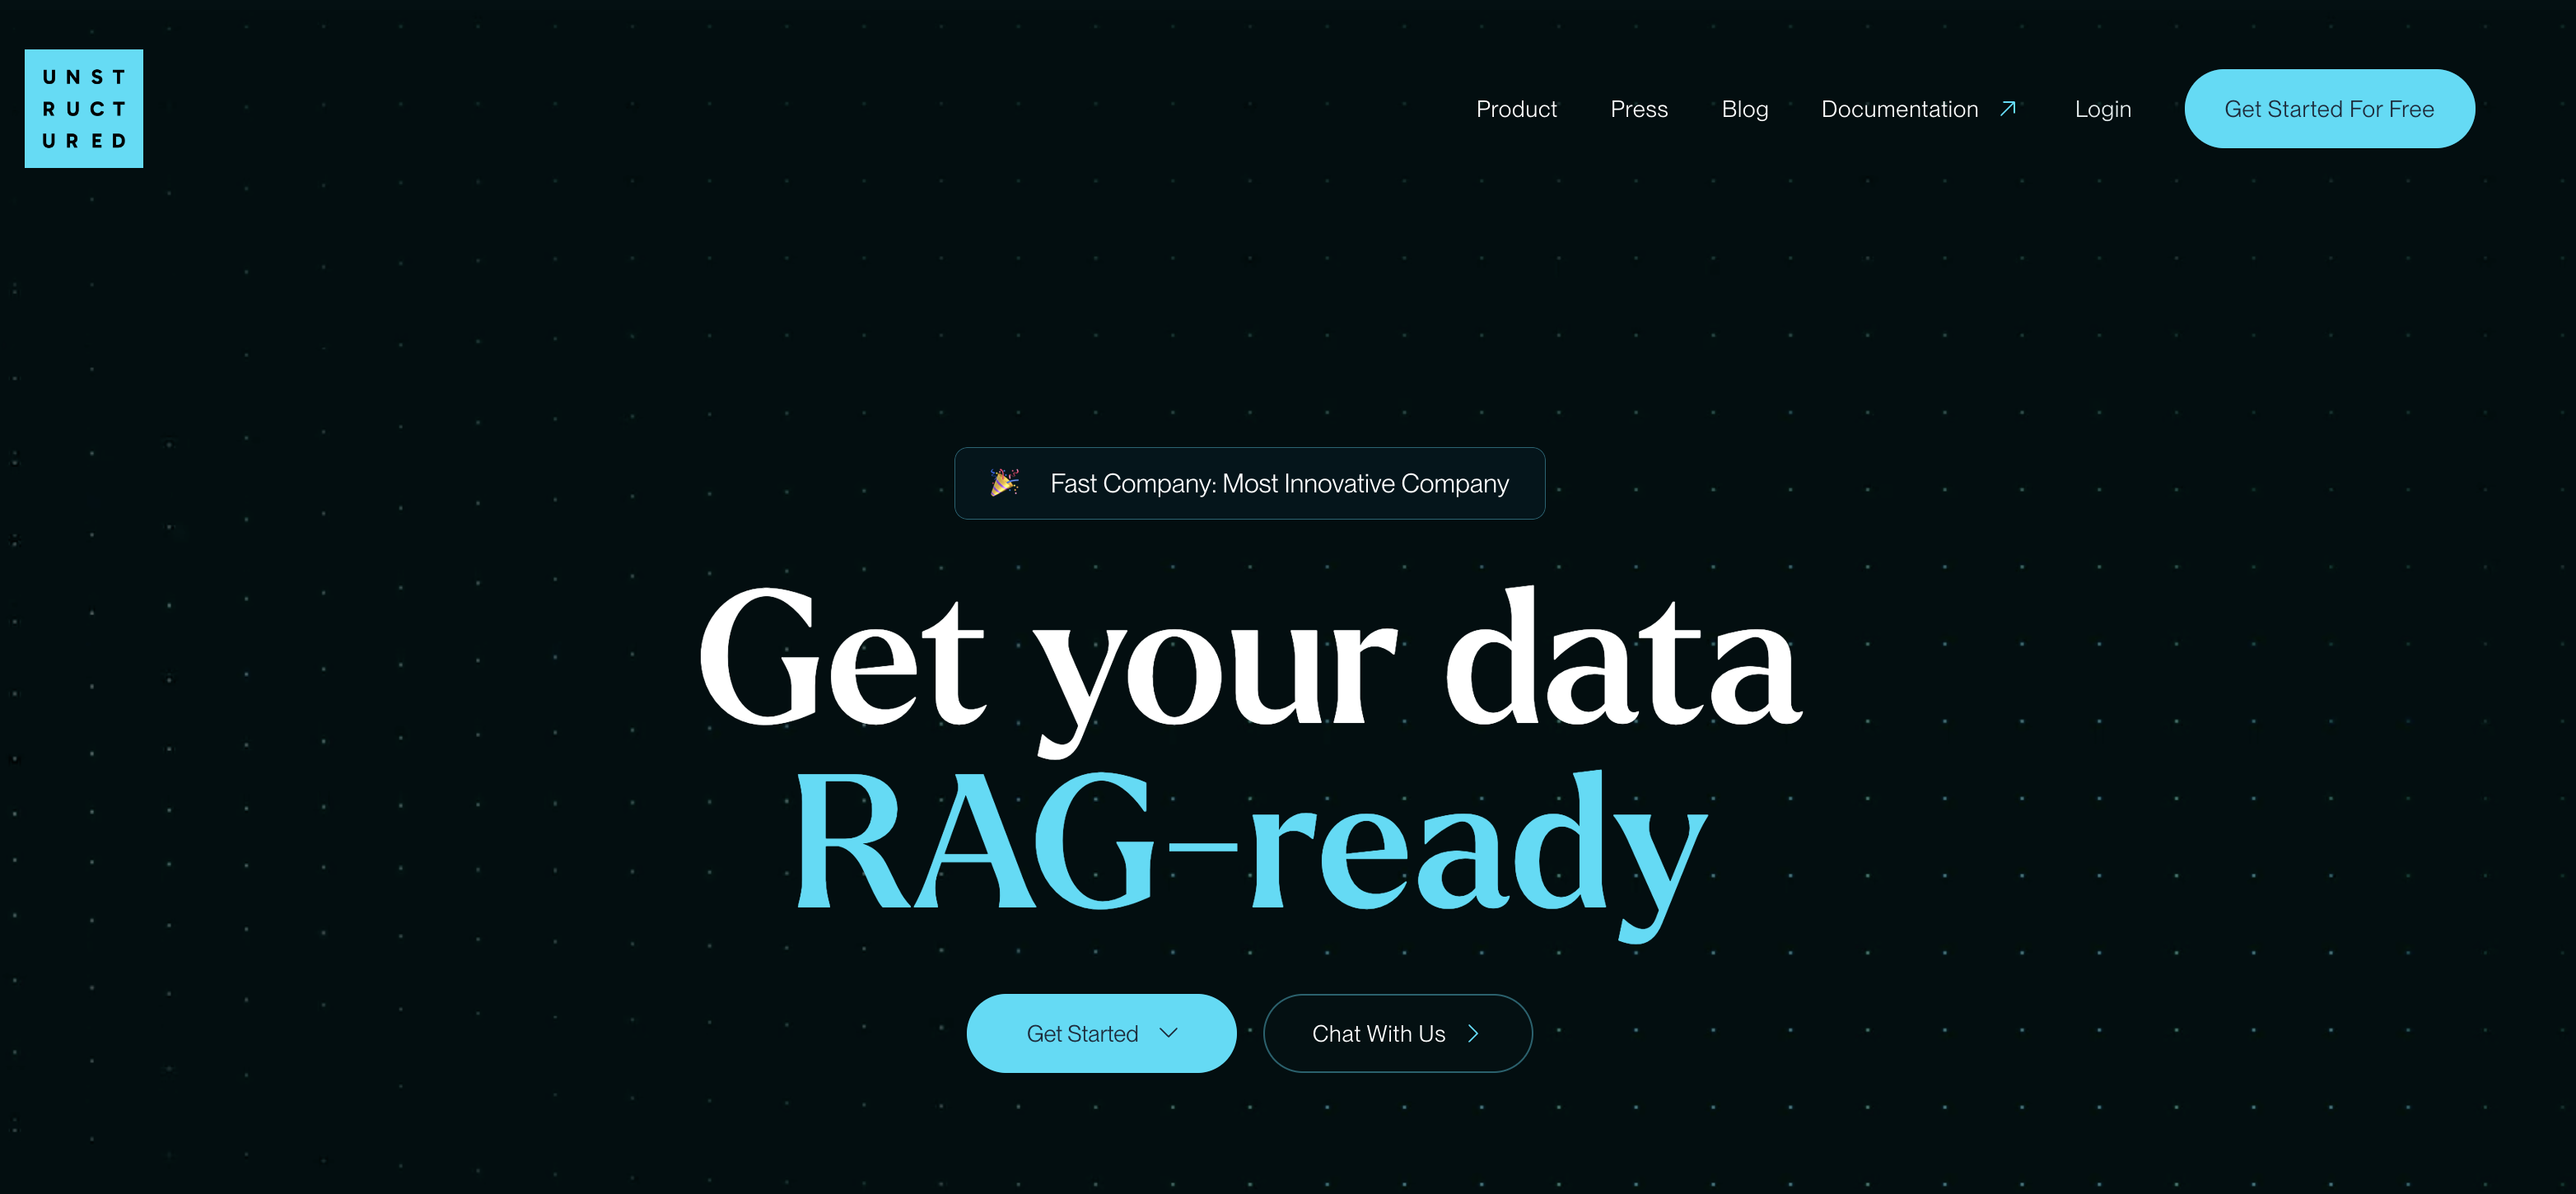 UNST
RUCT
URED
Product Press Blog Documentation Login Get Started For Free
Fast Company: Most Innovative Company
Get your data
RAG-ready
Get Started Chat With Us